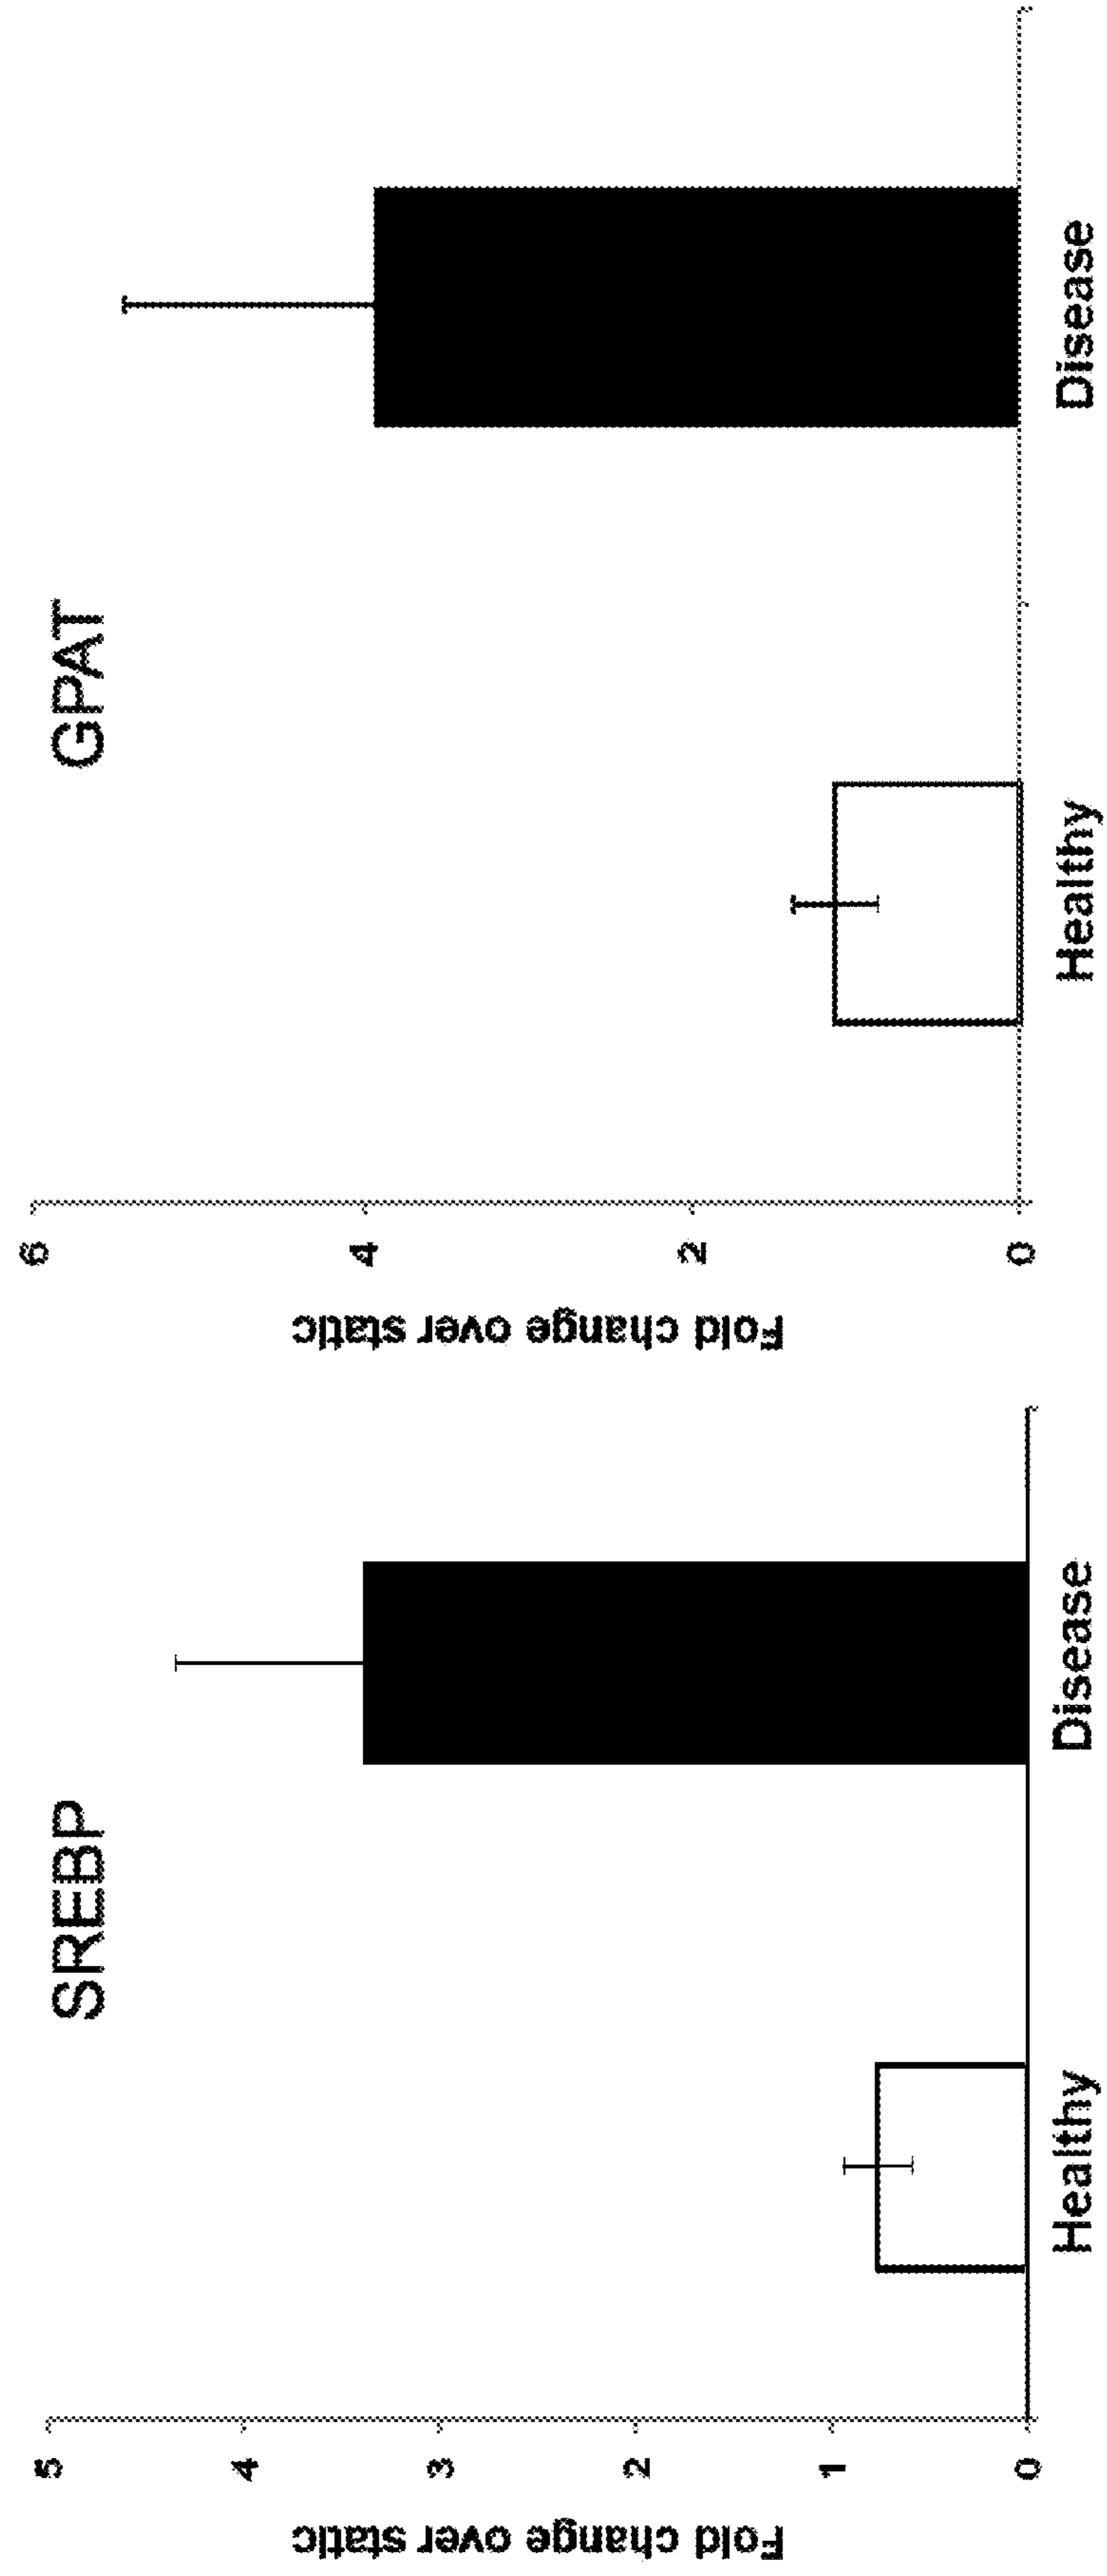 SREBP
Fold change over static
5
4
3
2
1
0
Healthy
Disease
GPAT
Fold change over static
6
4
2
0
Healthy
Disease